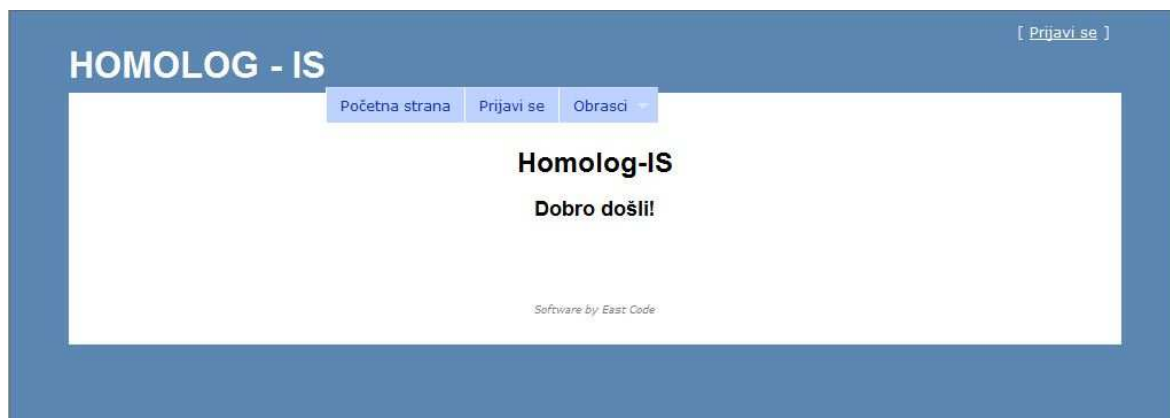 [ Prijavi se ]
HOMOLOG - IS
Početna strana Prijavi se Obrasci
Homolog-IS
Dobro došli!
Software by East Code